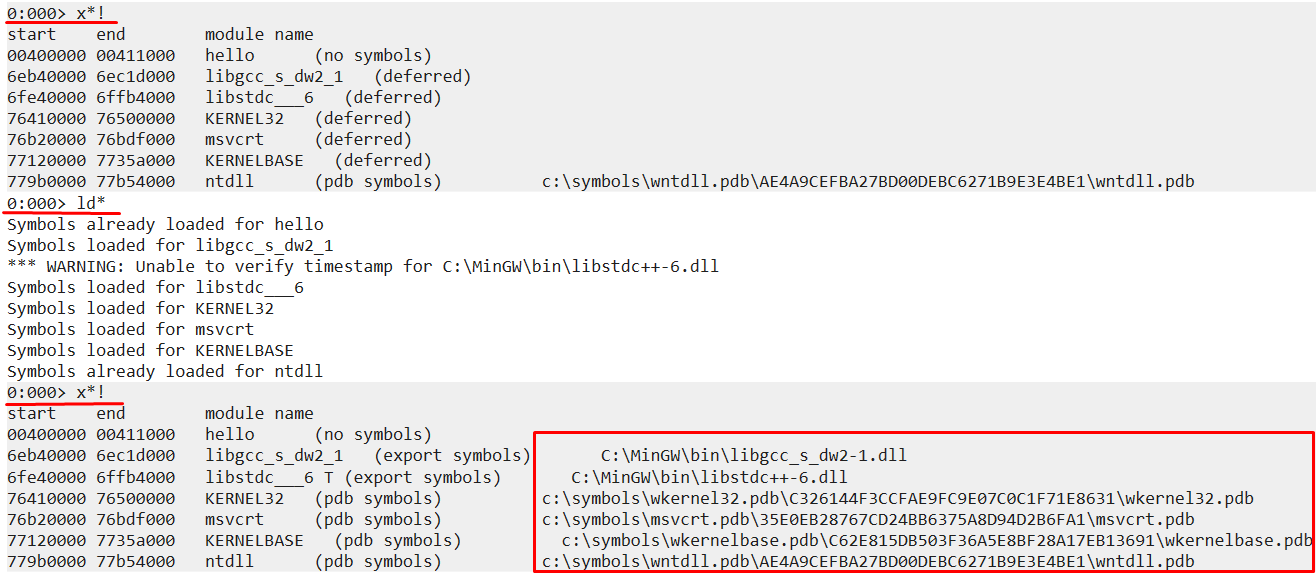 0:000> x*!
start    end        module name
00400000 00411000   hello      (no symbols)
6eb40000 6ec1d000   libgcc_s_dw2_1   (deferred)
6fe40000 6ffb4000   libstdc___6   (deferred)
76410000 76500000   KERNEL32   (deferred)
76b20000 76bdf000   msvcrt     (deferred)
77120000 7735a000   KERNELBASE   (deferred)
779b0000 77b54000   ntdll      (pdb symbols)          c:\symbols\wntdll.pdb\AE4A9CEFBA27BD00DEBC6271B9E3E4BE1\wntdll.pdb
0:000> ld*
Symbols already loaded for hello
Symbols loaded for libgcc_s_dw2_1
*** WARNING: Unable to verify timestamp for C:\MinGW\bin\libstdc++-6.dll
Symbols loaded for libstdc___6
Symbols loaded for KERNEL32
Symbols loaded for msvcrt
Symbols loaded for KERNELBASE
Symbols already loaded for ntdll
0:000> x*!
start    end        module name
00400000 00411000   hello      (no symbols)
6eb40000 6ec1d000   libgcc_s_dw2_1   (export symbols)       C:\MinGW\bin\libgcc_s_dw2-1.dll
6fe40000 6ffb4000   libstdc___6 T (export symbols)       C:\MinGW\bin\libstdc++-6.dll
76410000 76500000   KERNEL32   (pdb symbols)          c:\symbols\wkernel32.pdb\C326144F3CCFAE9FC9E07C0C1F71E8631\wkernel32.pdb
76b20000 76bdf000   msvcrt     (pdb symbols)          c:\symbols\msvcrt.pdb\35E0EB28767CD24BB6375A8D94D2B6FA1\msvcrt.pdb
77120000 7735a000   KERNELBASE   (pdb symbols)          c:\symbols\wkernelbase.pdb\C62E815DB503F36A5E8BF28A17EB13691\wkernelbase.pdb
779b0000 77b54000   ntdll      (pdb symbols)          c:\symbols\wntdll.pdb\AE4A9CEFBA27BD00DEBC6271B9E3E4BE1\wntdll.pdb